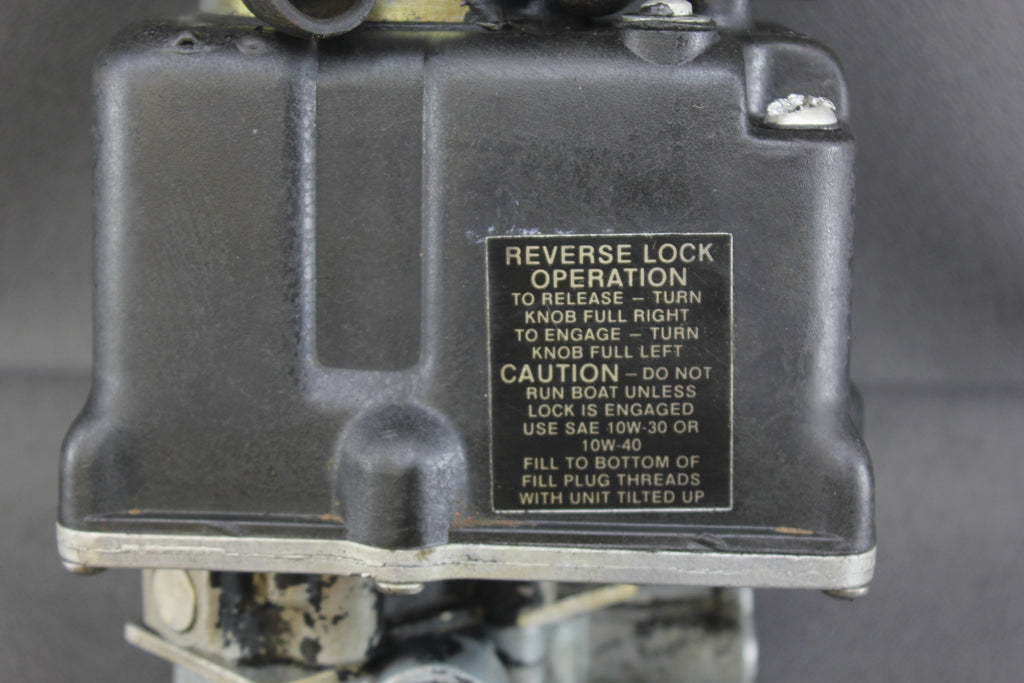 REVERSE LOCK
OPERATION
TO RELEASE – TURN
KNOB FULL RIGHT
TO ENGAGE – TURN
KNOB FULL LEFT
CAUTION – DO NOT
RUN BOAT UNLESS
LOCK IS ENGAGED
USE SAE 10W-30 OR
10W-40
FILL TO BOTTOM OF
FILL PLUG THREADS
WITH UNIT TILTED UP